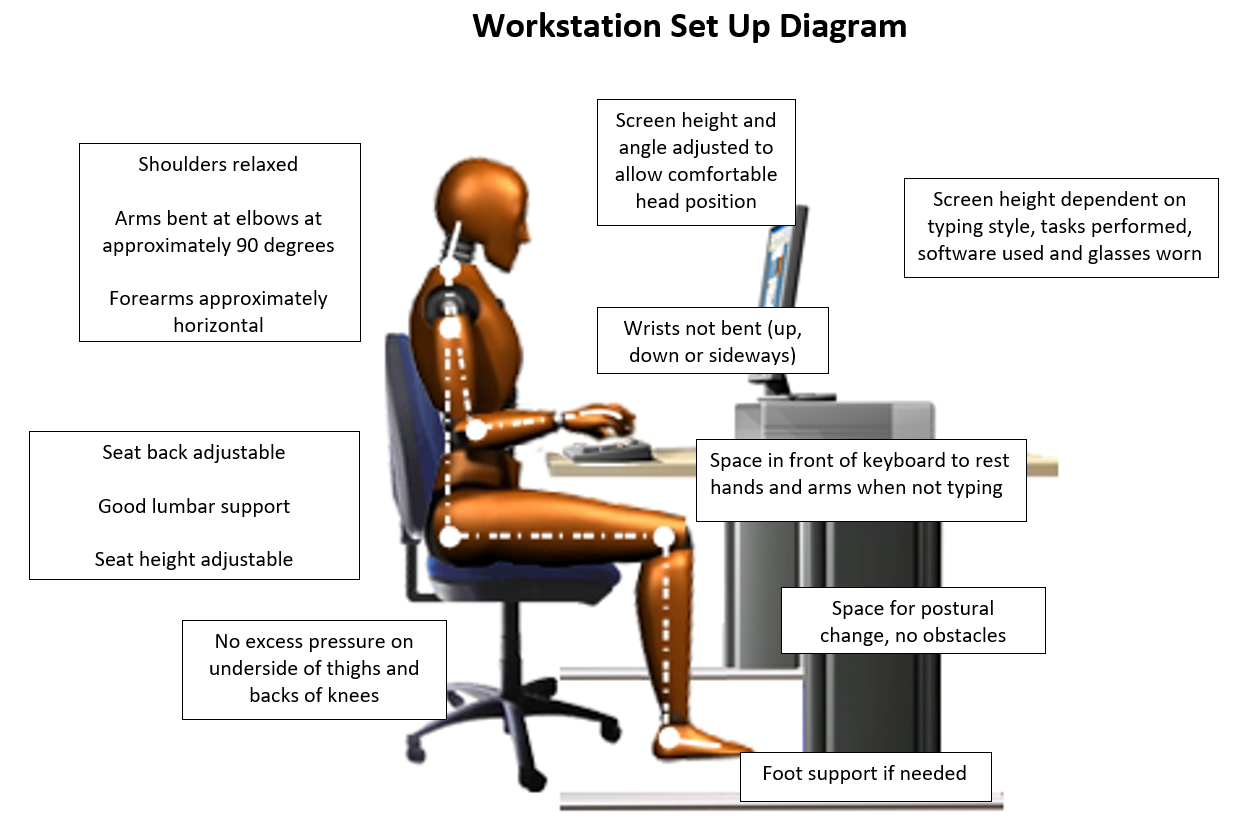 Workstation Set Up Diagram
Screen height and
angle adjusted to
allow comfortable
head position
Shoulders relaxed
Arms bent at elbows at
approximately 90 degrees
Forearms approximately
horizontal
Screen height dependent on
typing style, tasks performed,
software used and glasses worn
Wrists not bent (up,
down or sideways)
Seat back adjustable
Good lumbar support
Seat height adjustable
Space in front of keyboard to rest
hands and arms when not typing
Space for postural
change, no obstacles
No excess pressure on
underside of thighs and
backs of knees
Foot support if needed